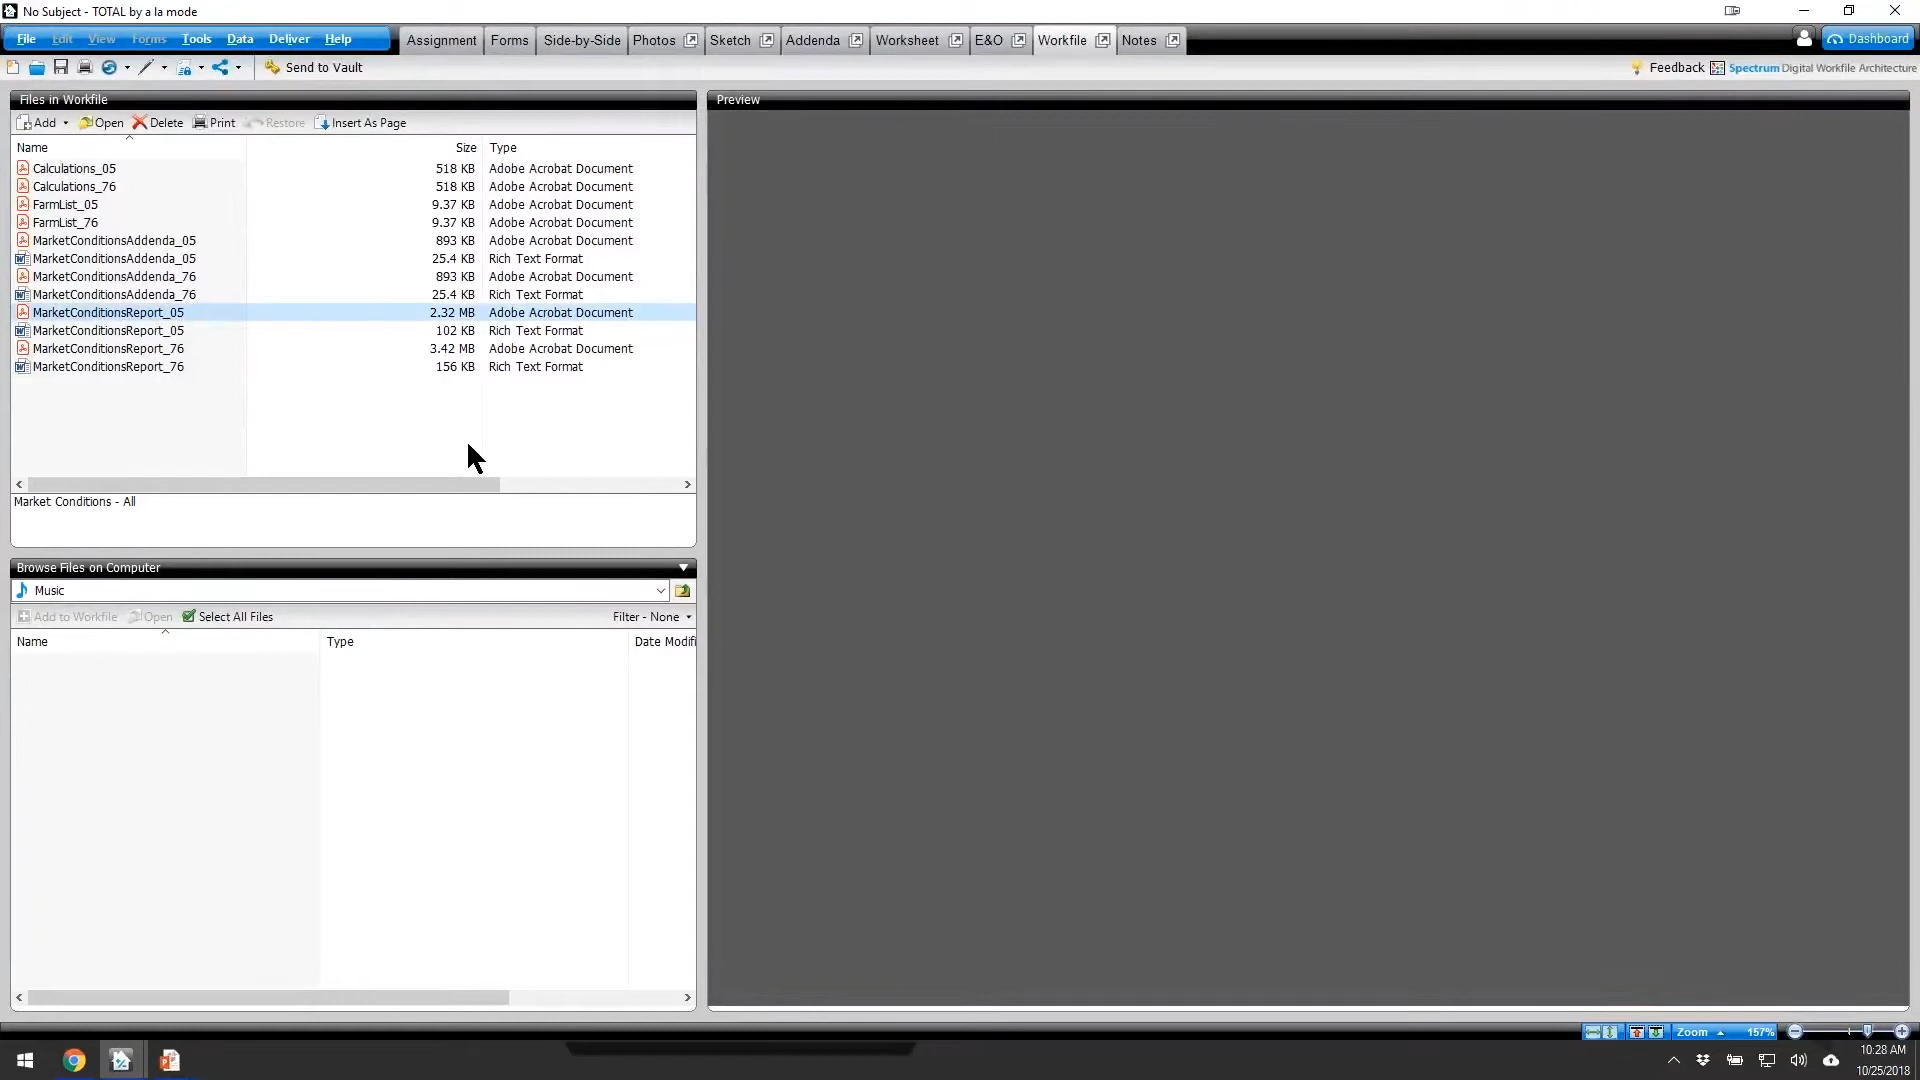 No Subject - TOTAL by a la mode
File Edit View Forms Tools Data Deliver Help
Assignment Forms Side-by-Side Photos Sketch Addenda Worksheet E&O Workfile Notes
Dashboard
Send to Vault
Feedback Spectrum Digital Workfile Architecture
Files in Workfile
Add Open Delete Print Restore Insert As Page
Name Size Type
Calculations_05 518 KB Adobe Acrobat Document
Calculations_76 518 KB Adobe Acrobat Document
FarmList_05 9.37 KB Adobe Acrobat Document
FarmList_76 9.37 KB Adobe Acrobat Document
MarketConditionsAddenda_05 893 KB Adobe Acrobat Document
MarketConditionsAddenda_05 25.4 KB Rich Text Format
MarketConditionsAddenda_76 893 KB Adobe Acrobat Document
MarketConditionsAddenda_76 25.4 KB Rich Text Format
MarketConditionsReport_05 2.32 MB Adobe Acrobat Document
MarketConditionsReport_05 102 KB Rich Text Format
MarketConditionsReport_76 3.42 MB Adobe Acrobat Document
MarketConditionsReport_76 156 KB Rich Text Format
Market Conditions - All
Browse Files on Computer
Music
Add to Workfile Open Select All Files Filter - None
Name Type Date Modifi
Preview
Zoom 157%
10:28 AM
10/25/2018